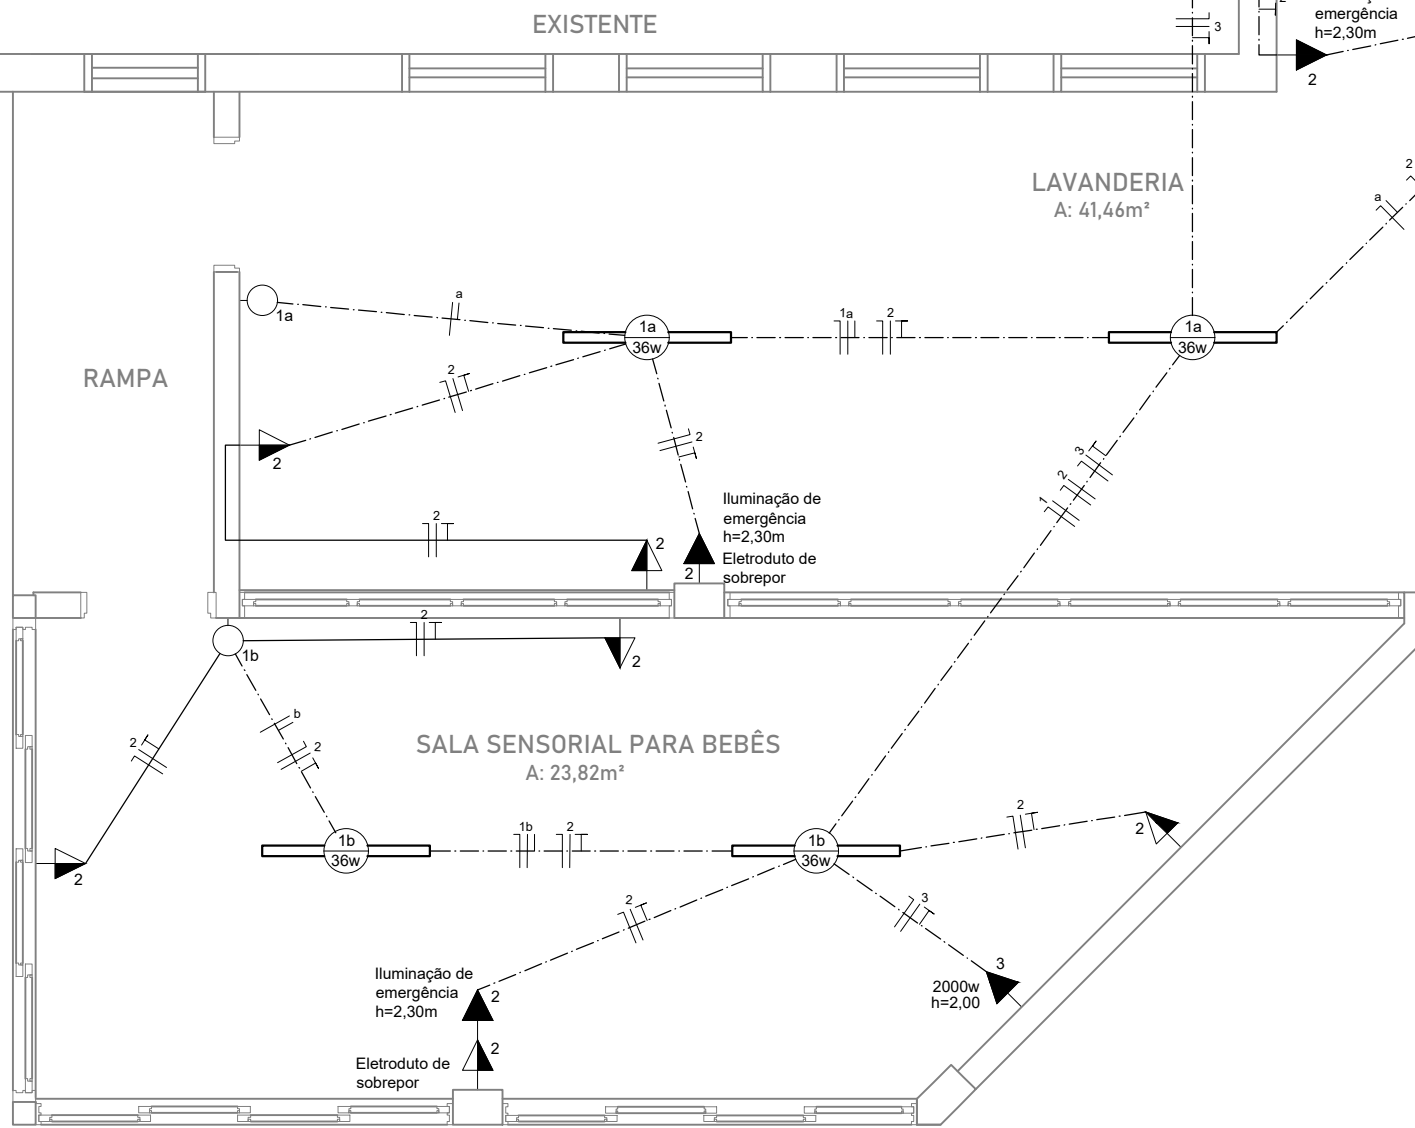 EXISTENTE
3
2
emergência
h=2,30m
2
LAVANDERIA
A: 41,46m²
2
a
a
1a
1a
36w
1a
2
1a
36w
RAMPA
2
2
2
3
2
1
Iluminação de
emergência
h=2,30m
Eletroduto de
sobrepor
2
2
2
2
1b
2
b
2
2
SALA SENSORIAL PARA BEBÊS
A: 23,82m²
2
1b
36w
1b
2
1b
36w
2
2
2
3
Iluminação de
emergência
h=2,30m
2
3
2000w
h=2,00
2
Eletroduto de
sobrepor